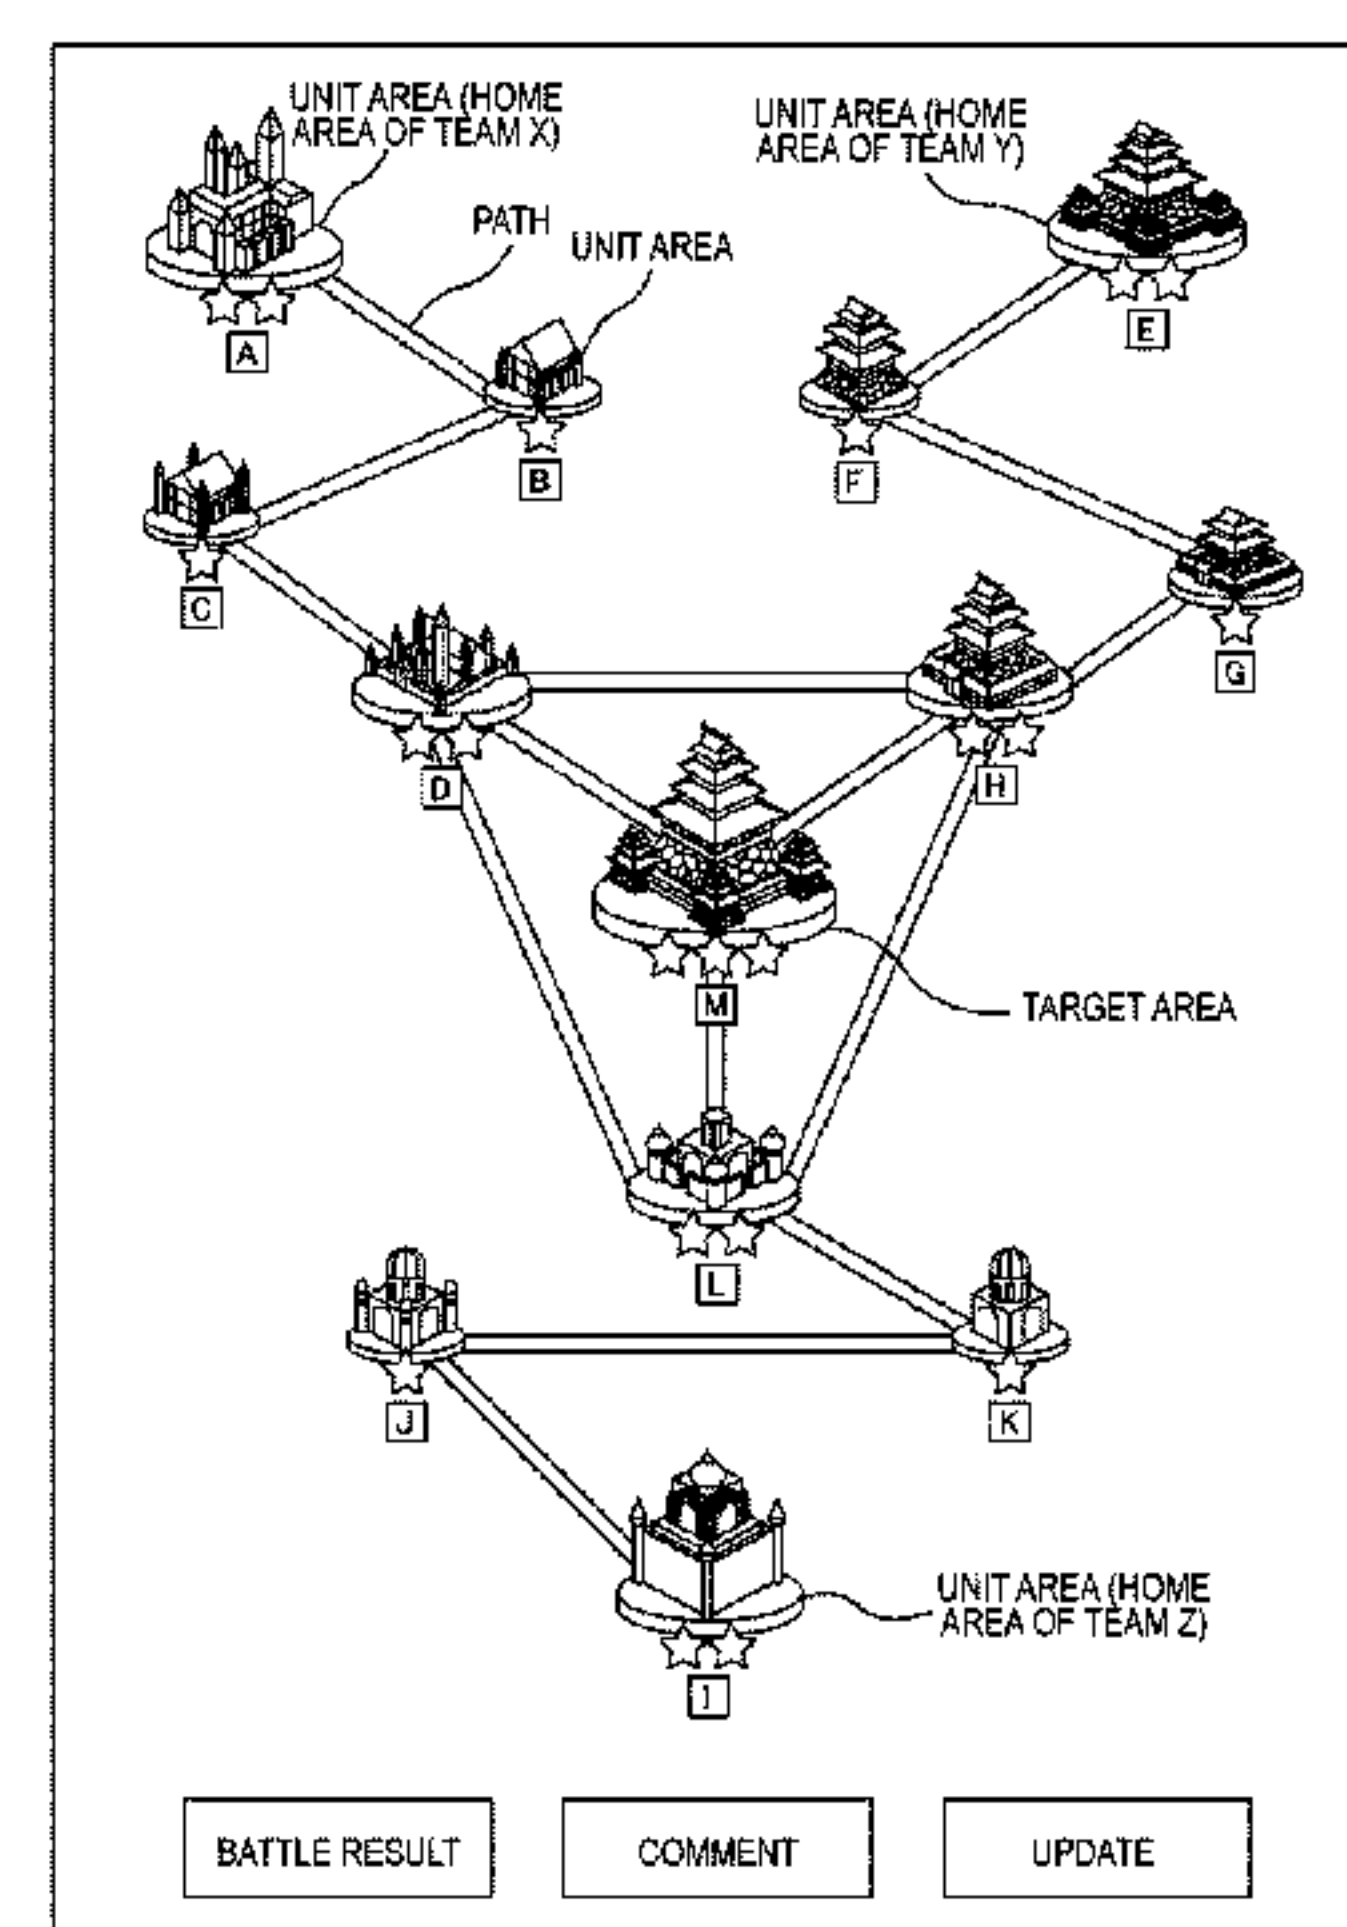 UNIT AREA (HOME
AREA OF TEAM X)
UNIT AREA (HOME
AREA OF TEAM Y)
PATH
UNIT AREA
A
E
B
F
C
G
D
H
M
TARGET AREA
L
J
K
UNIT AREA (HOME
AREA OF TEAM Z)
I
BATTLE RESULT
COMMENT
UPDATE